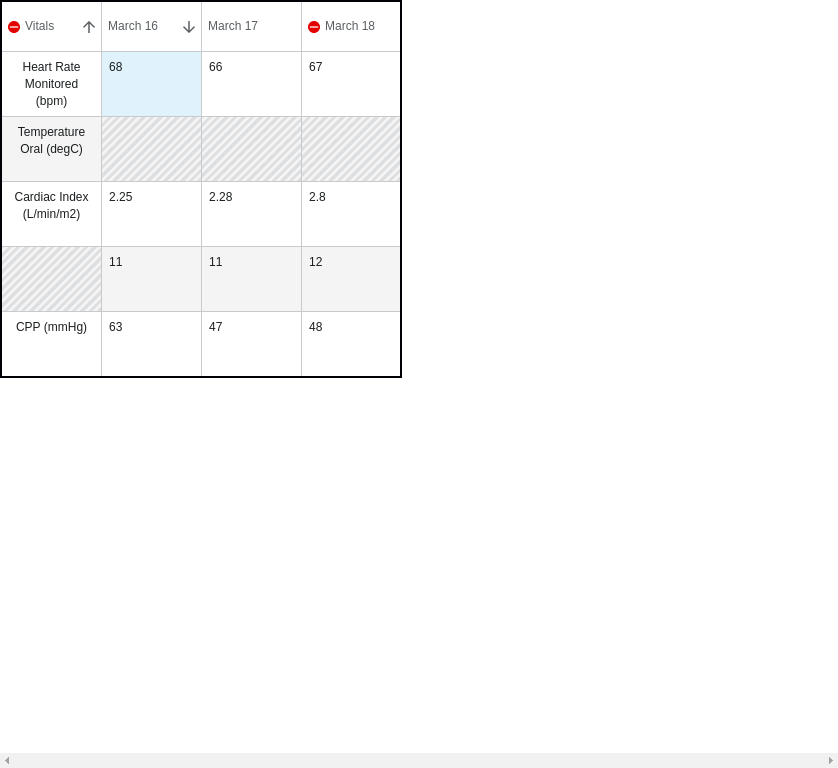 Vitals March 16 March 17 March 18
Heart Rate 68 66 67
Monitored
(bpm)
Temperature
Oral (degC)
Cardiac Index 2.25 2.28 2.8
(L/min/m2)
11 11 12
CPP (mmHg) 63 47 48